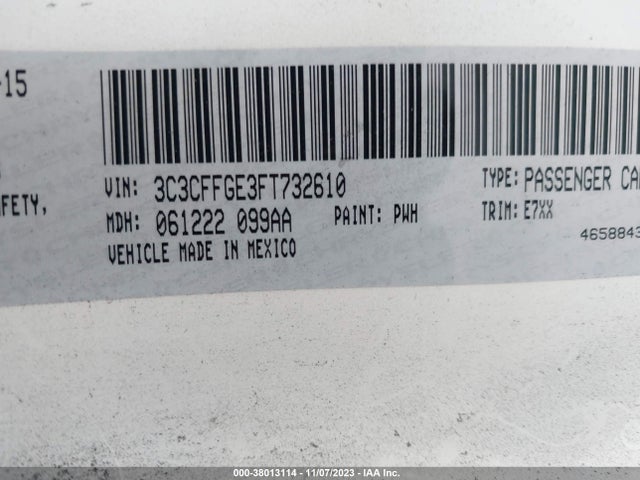 -15
VIN: 3C3CFFGE3FT732610
TYPE: PASSENGER CA
AFETY,
MDH: 061222 099AA
PAINT: PWH
TRIM: E7XX
VEHICLE MADE IN MEXICO
4658843
000-38013114 - 11/07/2023 - IAA Inc.